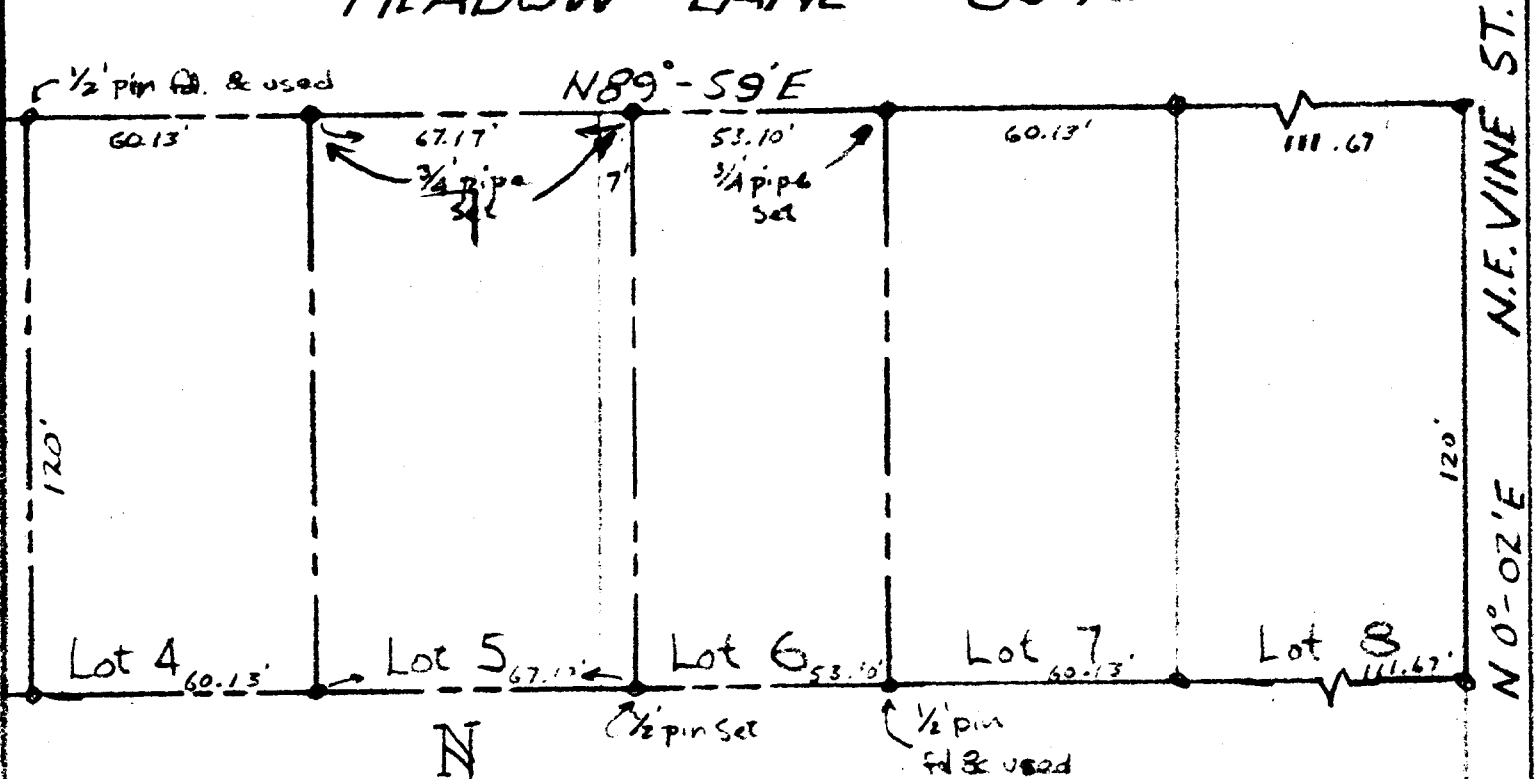 MEADOW LANE
½' pin fd. & used
N89°-59'E
60.13'
67.17'
53.10'
60.13'
111.67'
¾' pipe
set
7'
¾' pipe
set
N.E. VINE ST.
120'
120'
N 0°-02'E
Lot 4 60.13'
Lot 5 67.17'
Lot 6 53.10'
Lot 7 60.13'
Lot 8 111.67'
½' pin set
½' pin
fd & used
N